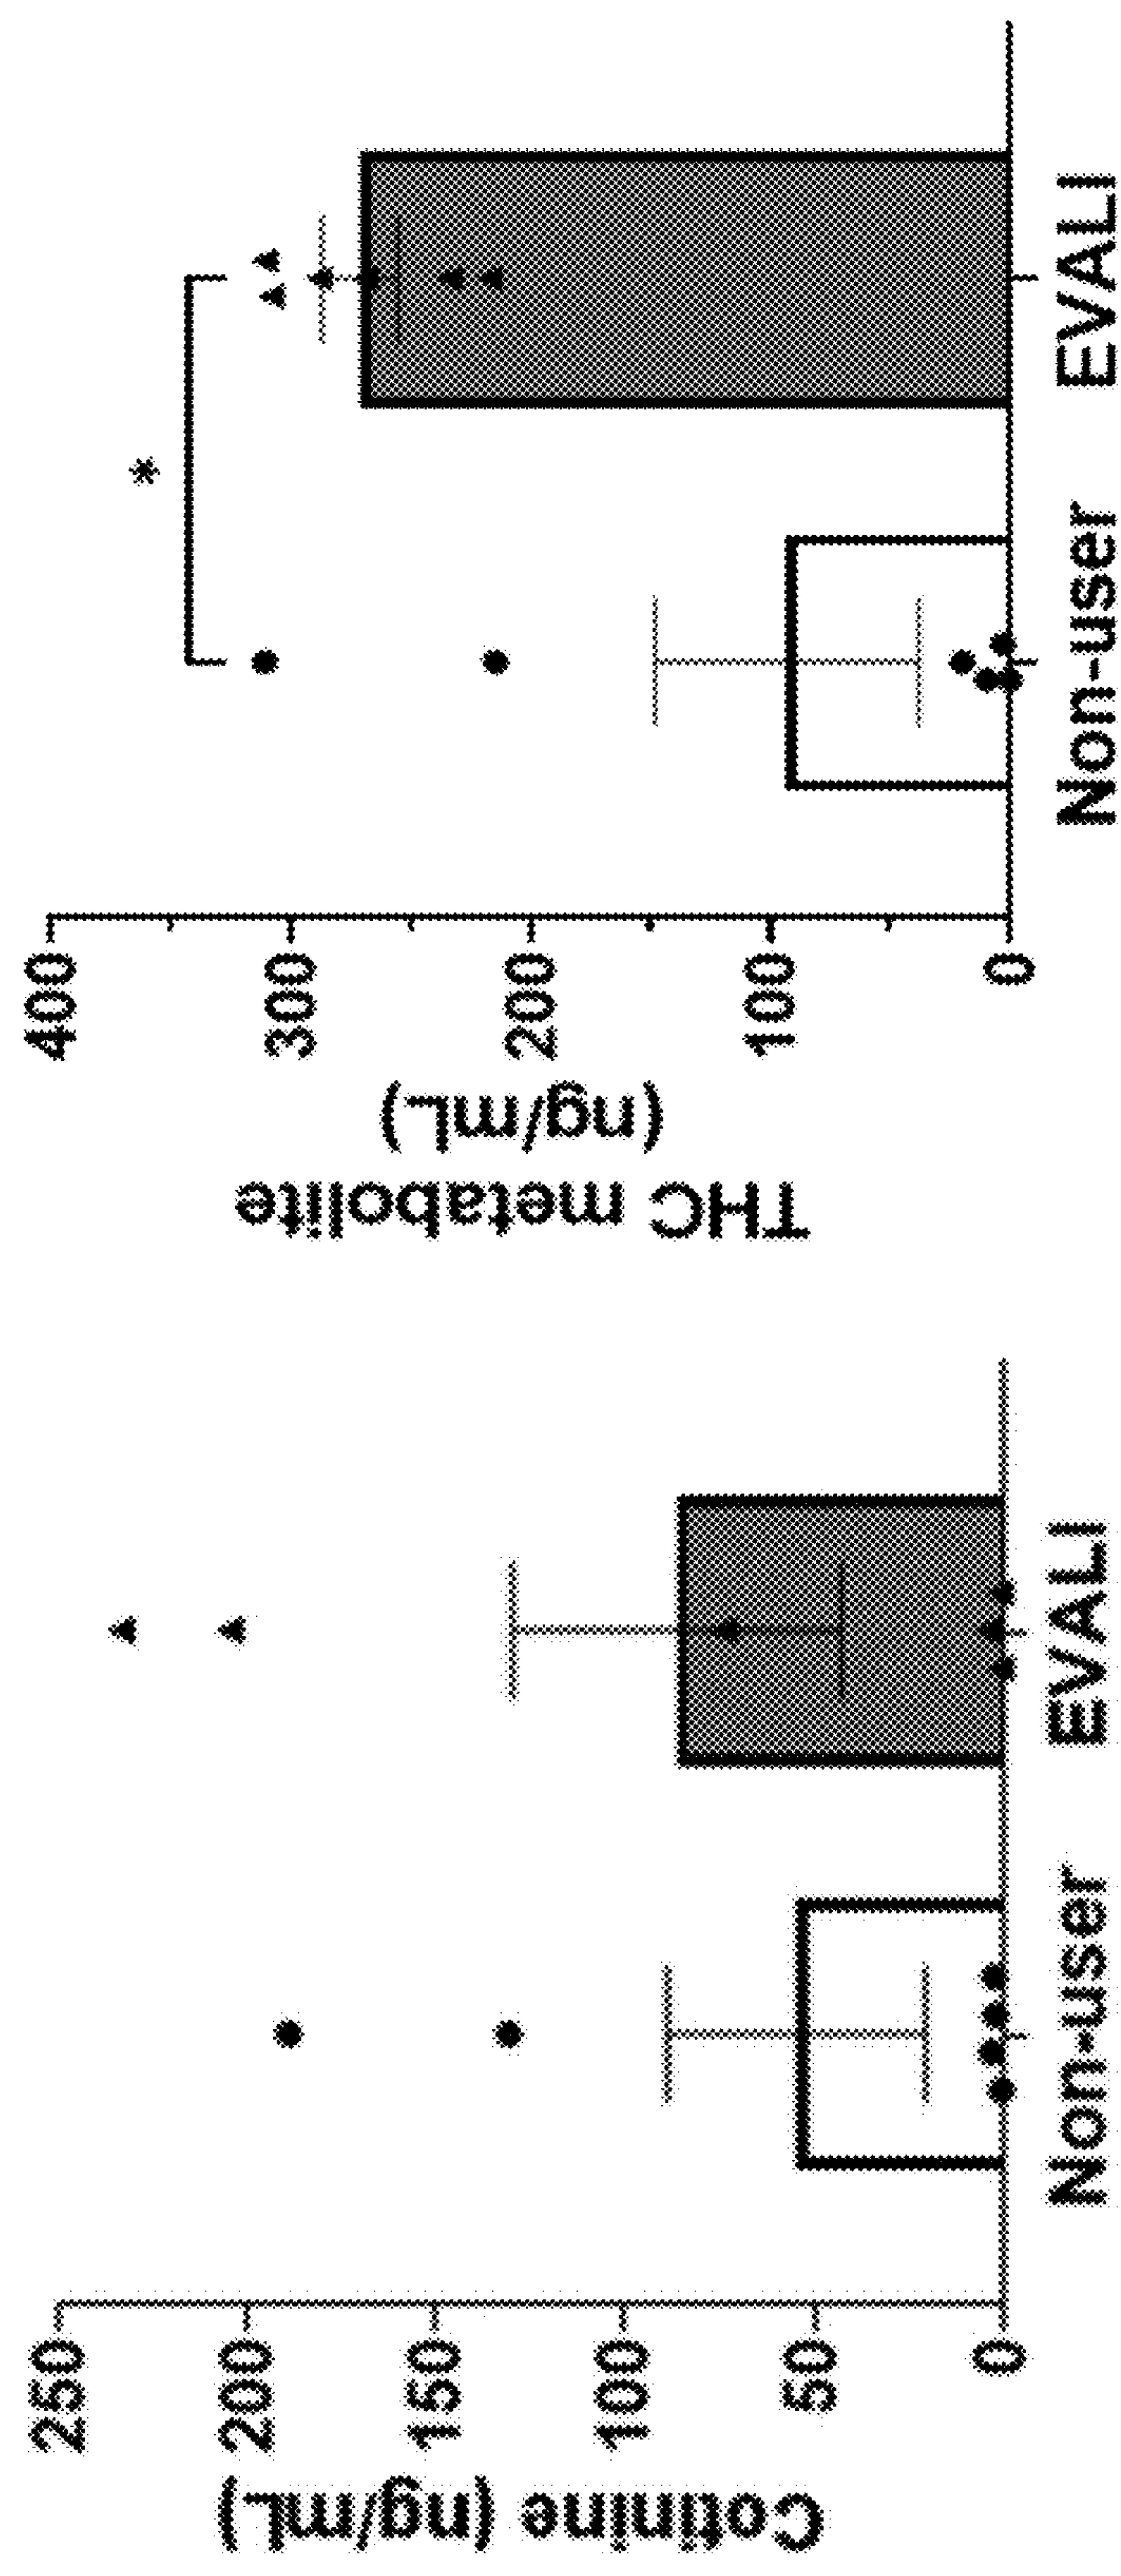 Cotinine (ng/mL)
250
200
150
100
50
0
Non-user
EVALI
THC metabolite
(ng/mL)
400
300
200
100
0
*
Non-user
EVALI